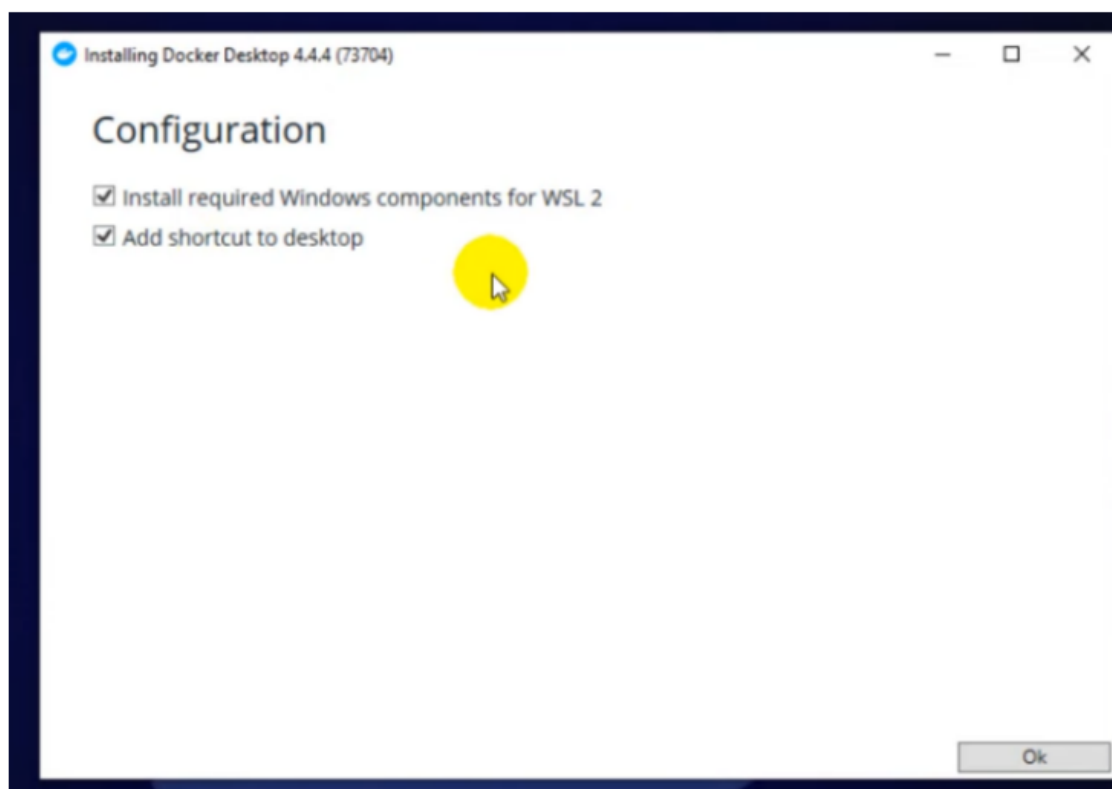 Installing Docker Desktop 4.4.4 (73704)
Configuration
Install required Windows components for WSL 2
Add shortcut to desktop
Ok